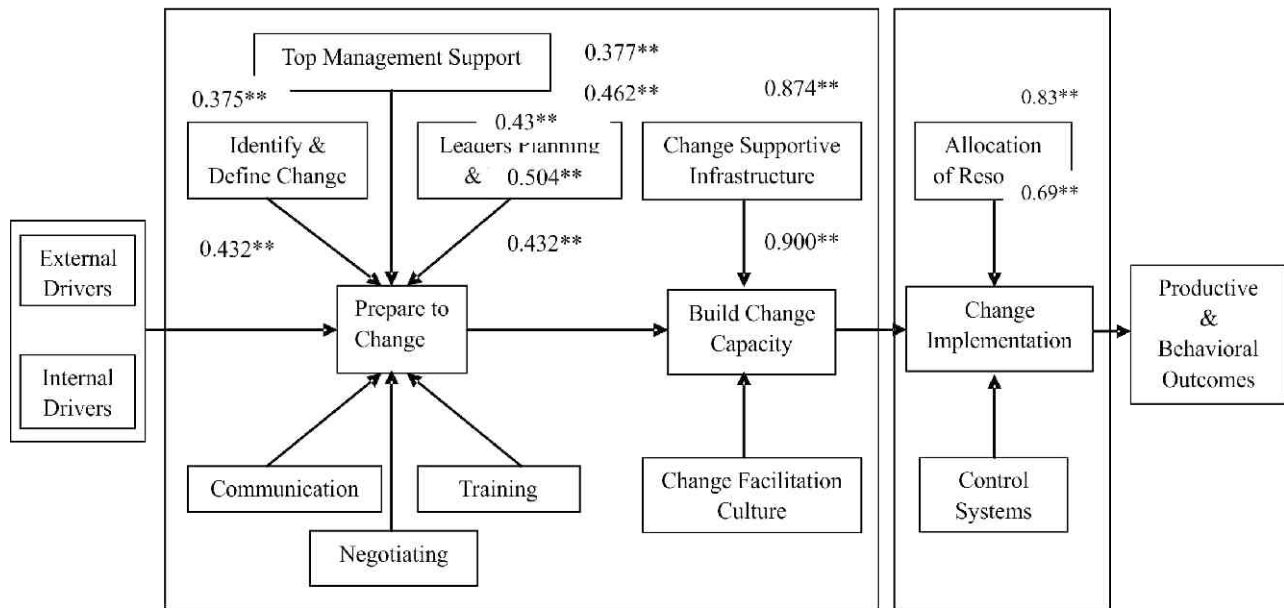 Top Management Support
0.377**
0.375**
0.462**
0.874**
0.83**
0.43**
Identify &
Define Change
Leaders Planning
& 0.504**
Change Supportive
Infrastructure
Allocation
of Reso
0.69**
0.432**
0.432**
0.900**
External
Drivers
Internal
Drivers
Prepare to
Change
Build Change
Capacity
Change
Implementation
Productive
&
Behavioral
Outcomes
Communication
Training
Negotiating
Change Facilitation
Culture
Control
Systems